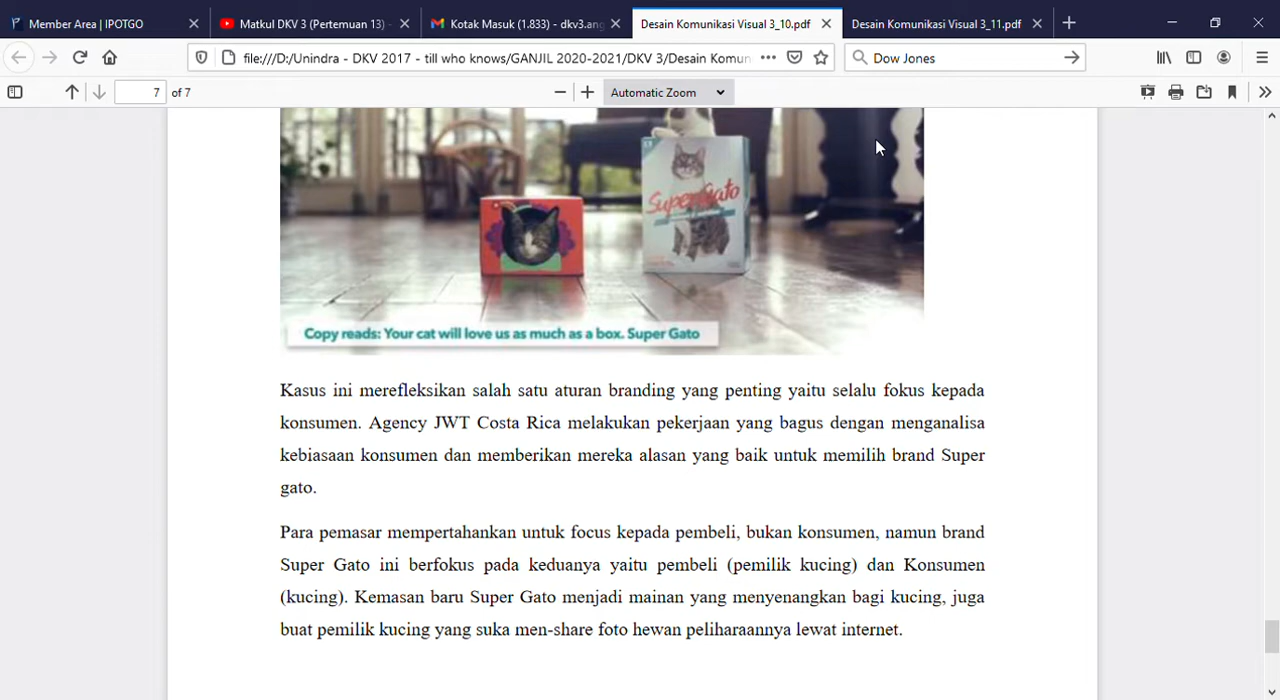 Member Area | IPOTGO
Matkul DKV 3 (Pertemuan 13) -
Kotak Masuk (1.833) - dkv3.ang
Desain Komunikasi Visual 3_10.pdf
Desain Komunikasi Visual 3_11.pdf
file:///D:/Unindra - DKV 2017 - till who knows/GANJIL 2020-2021/DKV 3/Desain Komun
Dow Jones
7 of 7
Automatic Zoom
Super Gato
Copy reads: Your cat will love us as much as a box. Super Gato
Kasus ini merefleksikan salah satu aturan branding yang penting yaitu selalu fokus kepada
konsumen. Agency JWT Costa Rica melakukan pekerjaan yang bagus dengan menganalisa
kebiasaan konsumen dan memberikan mereka alasan yang baik untuk memilih brand Super
gato.
Para pemasar mempertahankan untuk focus kepada pembeli, bukan konsumen, namun brand
Super Gato ini berfokus pada keduanya yaitu pembeli (pemilik kucing) dan Konsumen
(kucing). Kemasan baru Super Gato menjadi mainan yang menyenangkan bagi kucing, juga
buat pemilik kucing yang suka men-share foto hewan peliharaannya lewat internet.